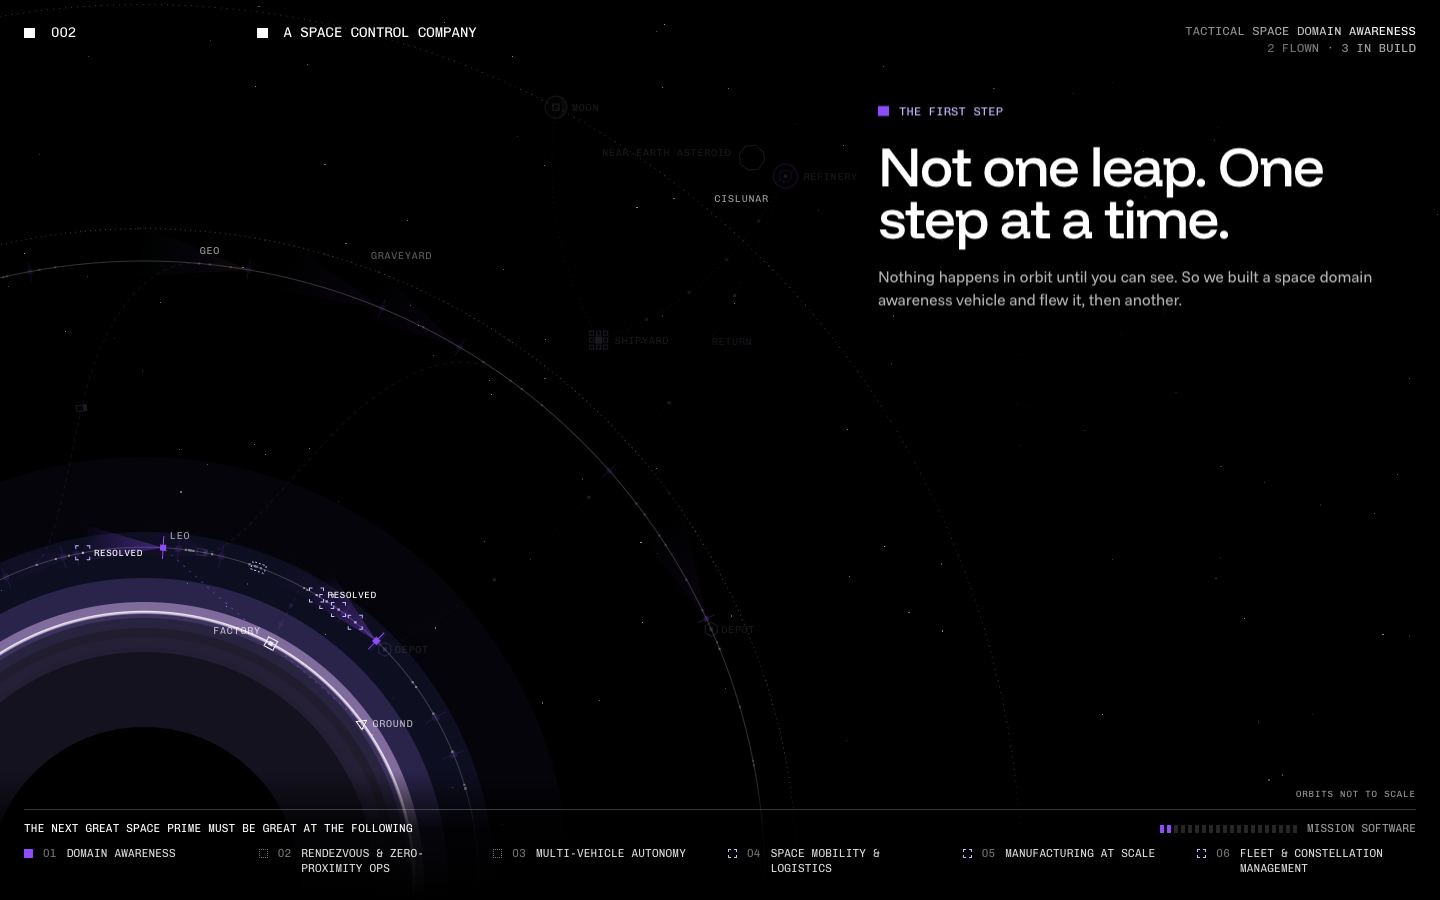 002
A SPACE CONTROL COMPANY
TACTICAL SPACE DOMAIN AWARENESS
2 FLOWN · 3 IN BUILD
THE FIRST STEP
Not one leap. One
step at a time.
Nothing happens in orbit until you can see. So we built a space domain
awareness vehicle and flew it, then another.
MOON
NEAR-EARTH ASTEROID
REFINERY
CISLUNAR
GEO
GRAVEYARD
SHIPYARD
RETURN
LEO
RESOLVED
RESOLVED
FACTORY
DEPOT
DEPOT
GROUND
ORBITS NOT TO SCALE
THE NEXT GREAT SPACE PRIME MUST BE GREAT AT THE FOLLOWING
MISSION SOFTWARE
01 DOMAIN AWARENESS
02 RENDEZVOUS & ZERO-
PROXIMITY OPS
03 MULTI-VEHICLE AUTONOMY
04 SPACE MOBILITY &
LOGISTICS
05 MANUFACTURING AT SCALE
06 FLEET & CONSTELLATION
MANAGEMENT